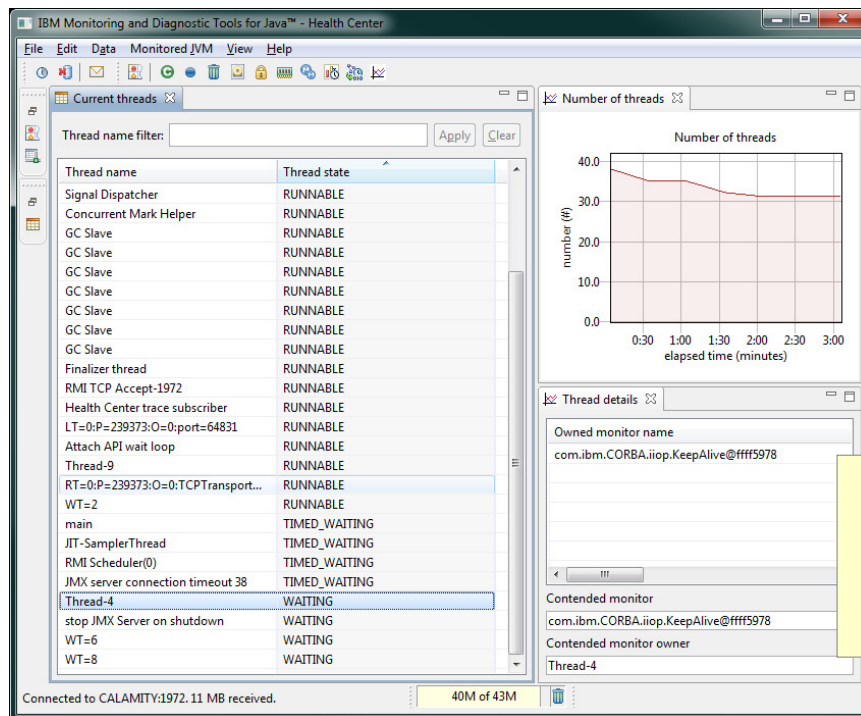 IBM Monitoring and Diagnostic Tools for Java™ - Health Center
File Edit Data Monitored JVM View Help
Current threads
Thread name filter: Apply Clear
Thread name Thread state
Signal Dispatcher RUNNABLE
Concurrent Mark Helper RUNNABLE
GC Slave RUNNABLE
GC Slave RUNNABLE
GC Slave RUNNABLE
GC Slave RUNNABLE
GC Slave RUNNABLE
GC Slave RUNNABLE
GC Slave RUNNABLE
Finalizer thread RUNNABLE
RMI TCP Accept-1972 RUNNABLE
Health Center trace subscriber RUNNABLE
LT=0:P=239373:O=0:port=64831 RUNNABLE
Attach API wait loop RUNNABLE
Thread-9 RUNNABLE
RT=0:P=239373:O=0:TCPTransport... RUNNABLE
WT=2 RUNNABLE
main TIMED_WAITING
JIT-SamplerThread TIMED_WAITING
RMI Scheduler(0) TIMED_WAITING
JMX server connection timeout 38 TIMED_WAITING
Thread-4 WAITING
stop JMX Server on shutdown WAITING
WT=6 WAITING
WT=8 WAITING
Number of threads
Number of threads
number (#)
40.0
30.0
20.0
10.0
0.0
0:30 1:00 1:30 2:00 2:30 3:00
elapsed time (minutes)
Thread details
Owned monitor name
com.ibm.CORBA.iiop.KeepAlive@ffff5978
Contended monitor
com.ibm.CORBA.iiop.KeepAlive@ffff5978
Contended monitor owner
Thread-4
Connected to CALAMITY:1972. 11 MB received. 40M of 43M